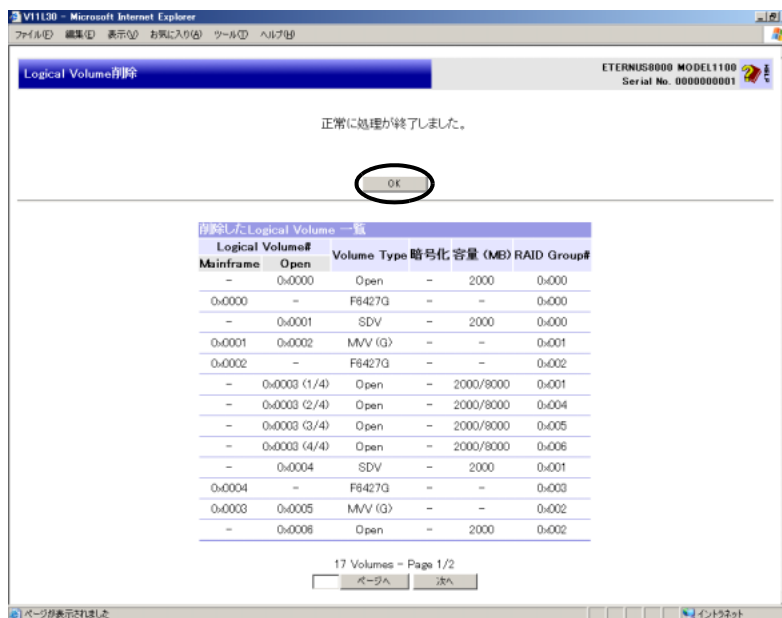 V11L30 - Microsoft Internet Explorer
ファイル(F) 編集(E) 表示(V) お気に入り(A) ツール(T) ヘルプ(H)
Logical Volume削除
ETERNUS8000 MODEL1100
Serial No. 0000000001
HELP
正常に処理が終了しました。
OK
削除したLogical Volume 一覧
Logical Volume# Volume Type 暗号化 容量 (MB) RAID Group#
Mainframe Open
- 0x0000 Open - 2000 0x000
0x0000 - F6427G - - 0x000
- 0x0001 SDV - 2000 0x000
0x0001 0x0002 MVV (G) - - 0x001
0x0002 - F6427G - - 0x002
- 0x0003 (1/4) Open - 2000/8000 0x001
- 0x0003 (2/4) Open - 2000/8000 0x004
- 0x0003 (3/4) Open - 2000/8000 0x005
- 0x0003 (4/4) Open - 2000/8000 0x006
- 0x0004 SDV - 2000 0x001
0x0004 - F6427G - - 0x003
0x0003 0x0005 MVV (G) - - 0x002
- 0x0006 Open - 2000 0x002
17 Volumes - Page 1/2
ページへ 次へ
ページが表示されました イントラネット